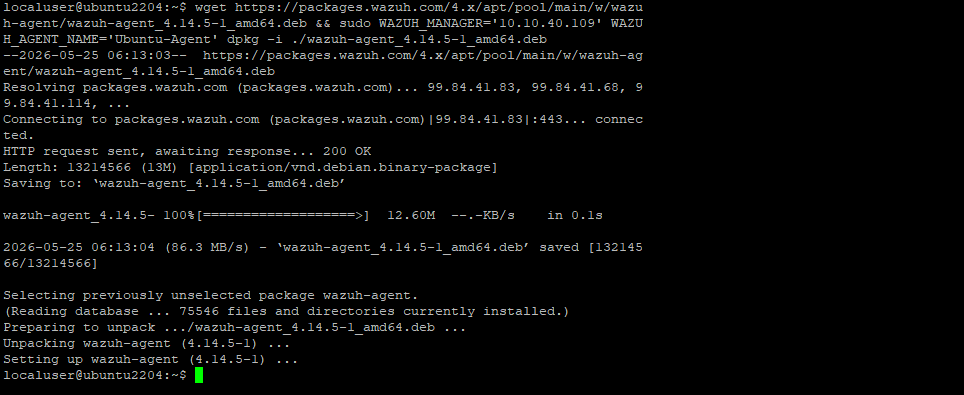 localuser@ubuntu2204:~$ wget https://packages.wazuh.com/4.x/apt/pool/main/w/wazu
h-agent/wazuh-agent_4.14.5-1_amd64.deb && sudo WAZUH_MANAGER='10.10.40.109' WAZU
H_AGENT_NAME='Ubuntu-Agent' dpkg -i ./wazuh-agent_4.14.5-1_amd64.deb
--2026-05-25 06:13:03--  https://packages.wazuh.com/4.x/apt/pool/main/w/wazuh-ag
ent/wazuh-agent_4.14.5-1_amd64.deb
Resolving packages.wazuh.com (packages.wazuh.com)... 99.84.41.83, 99.84.41.68, 9
9.84.41.114, ...
Connecting to packages.wazuh.com (packages.wazuh.com)|99.84.41.83|:443... connec
ted.
HTTP request sent, awaiting response... 200 OK
Length: 13214566 (13M) [application/vnd.debian.binary-package]
Saving to: ‘wazuh-agent_4.14.5-1_amd64.deb’

wazuh-agent_4.14.5- 100%[===================>]  12.60M  --.-KB/s    in 0.1s

2026-05-25 06:13:04 (86.3 MB/s) - ‘wazuh-agent_4.14.5-1_amd64.deb’ saved [132145
66/13214566]

Selecting previously unselected package wazuh-agent.
(Reading database ... 75546 files and directories currently installed.)
Preparing to unpack .../wazuh-agent_4.14.5-1_amd64.deb ...
Unpacking wazuh-agent (4.14.5-1) ...
Setting up wazuh-agent (4.14.5-1) ...
localuser@ubuntu2204:~$